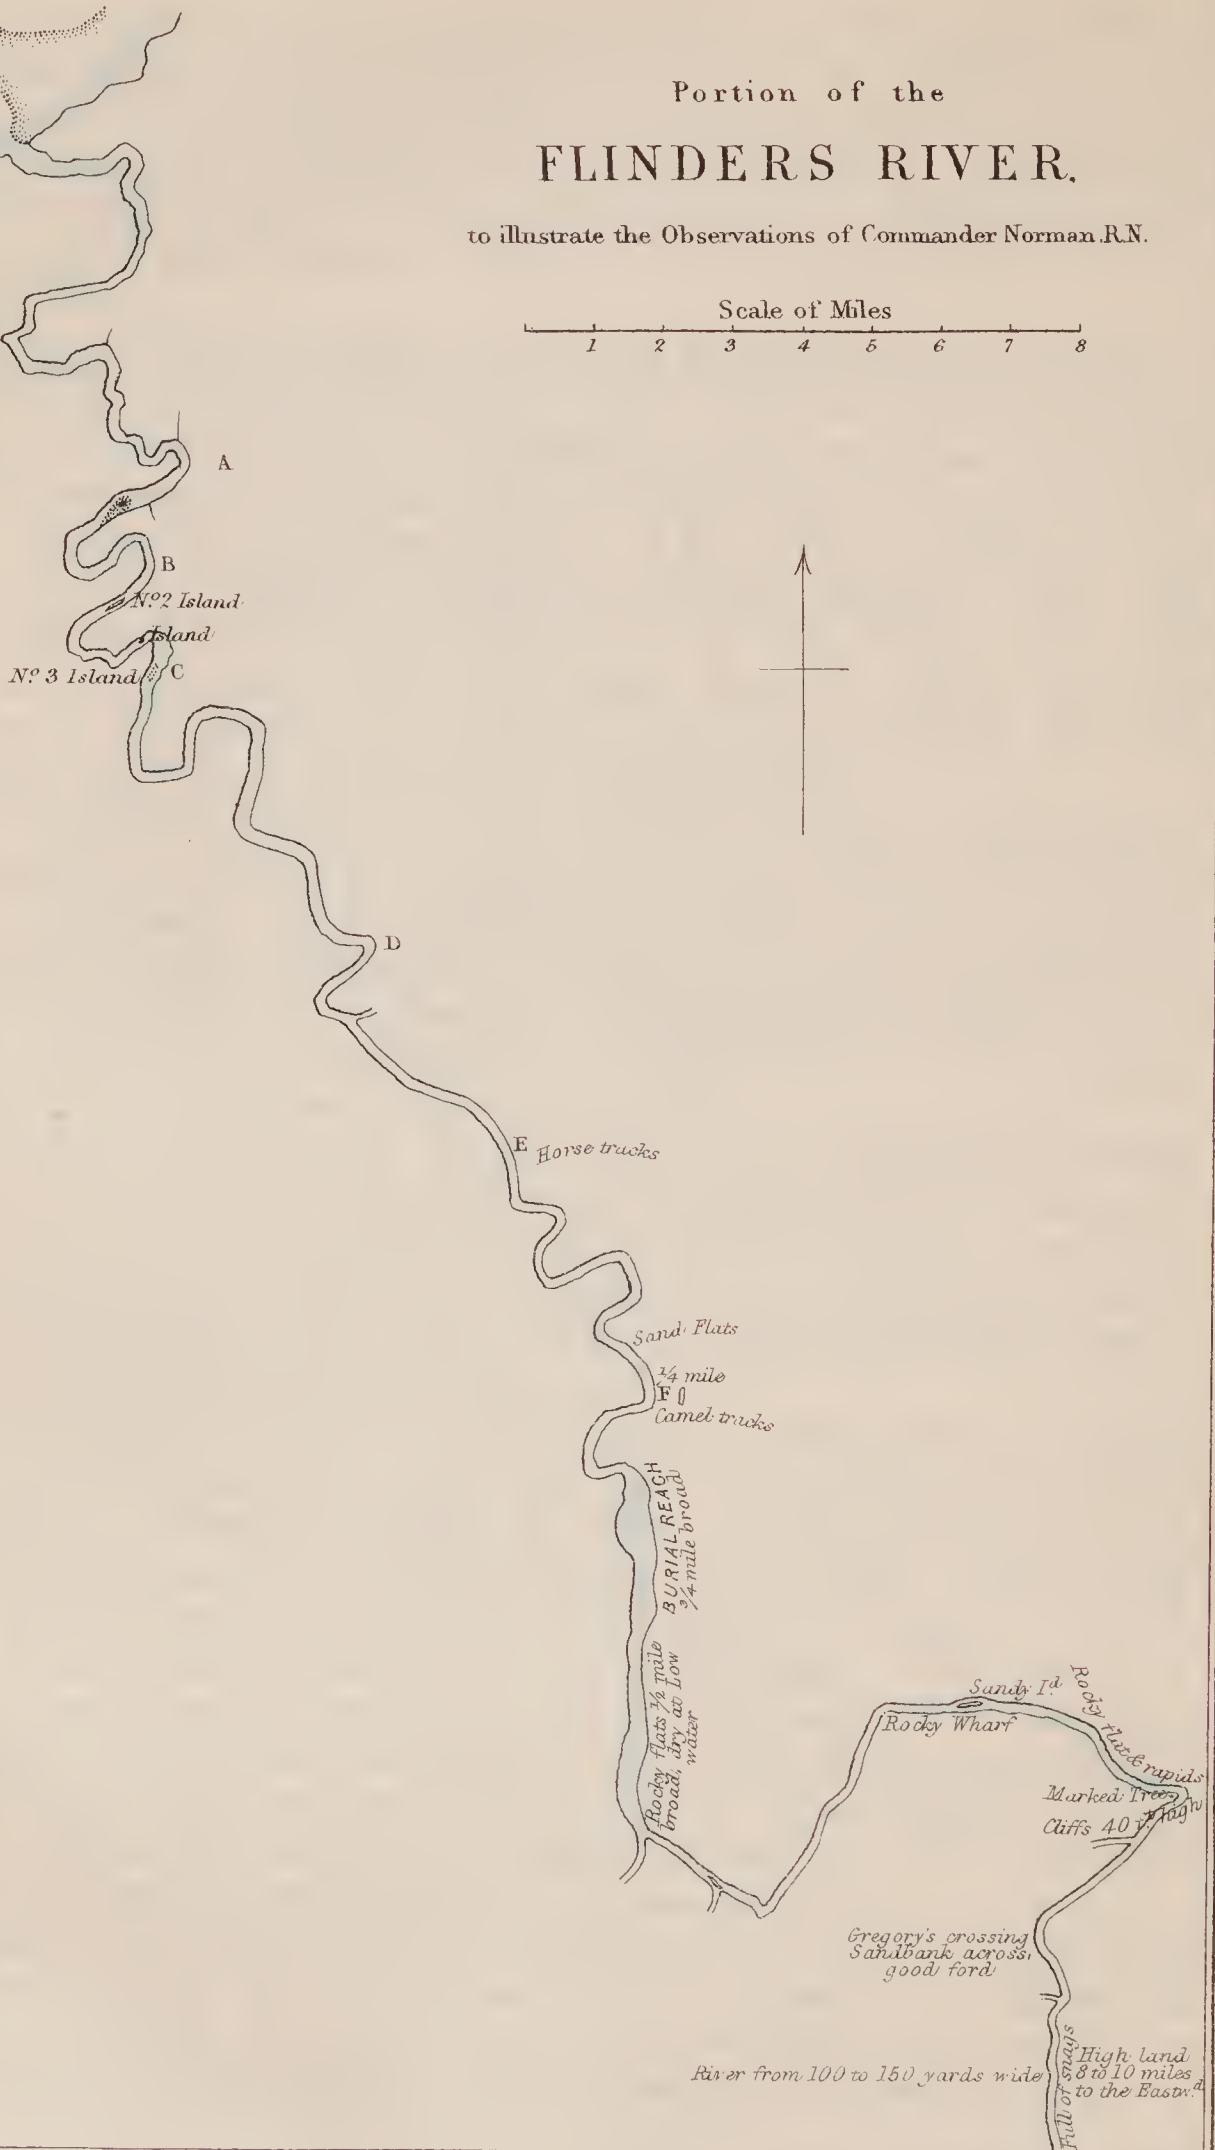 Portion of the
FLINDERS RIVER.
to illustrate the Observations of Commander Norman.R.N.
Scale of Miles
1 2 3 4 5 6 7 8
A
B
Nº 2 Island
Island
Nº 3 Island
C
D
E
Horse tracks
Sand Flats
1/4 mile
F
Camel tracks
BURIAL REACH
3/4 mile broad
Rocky flats 1/2 mile
broad, dry at Low
water
Sandy Id
Rocky Wharf
Rocky flat & rapids
Marked Tree
Cliffs 40 ft high
Gregory's crossing
Sandbank across,
good ford
River from 100 to 150 yards wide
Full of snags
High land
8 to 10 miles
to the Eastwd